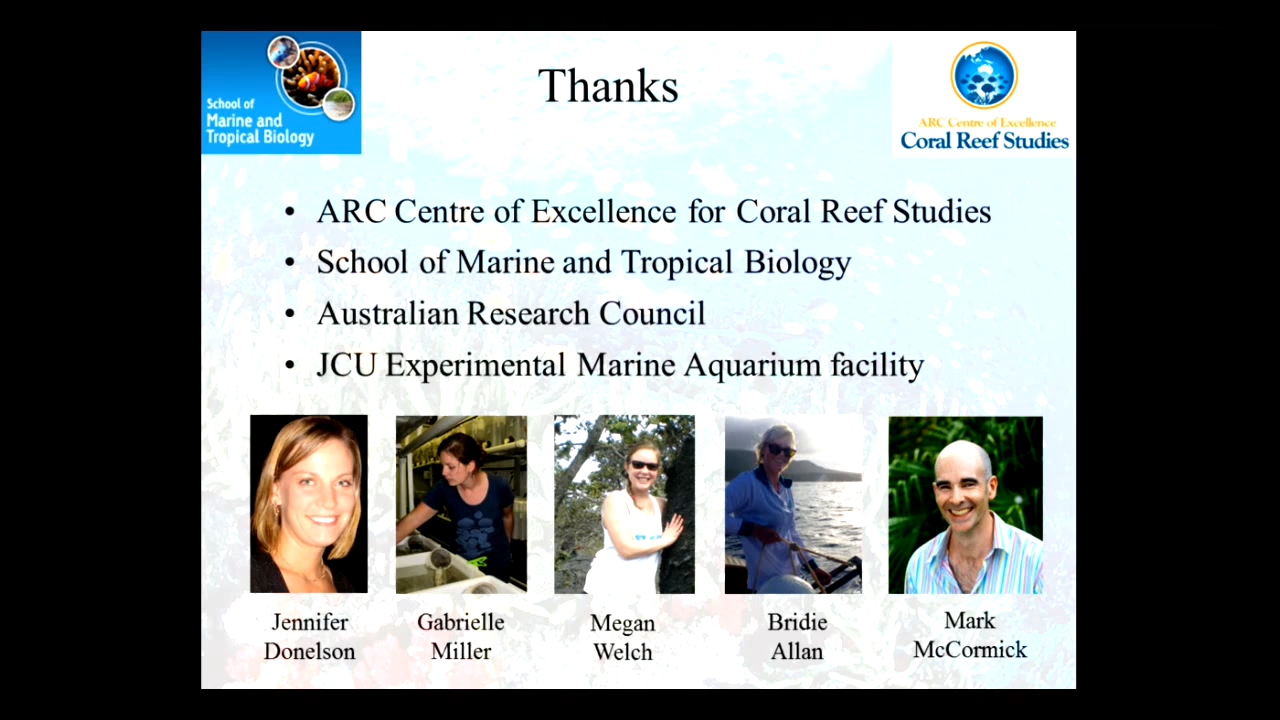 School of
Marine and
Tropical Biology
Thanks
ARC Centre of Excellence
Coral Reef Studies
• ARC Centre of Excellence for Coral Reef Studies
• School of Marine and Tropical Biology
• Australian Research Council
• JCU Experimental Marine Aquarium facility
Jennifer
Donelson
Gabrielle
Miller
Megan
Welch
Bridie
Allan
Mark
McCormick